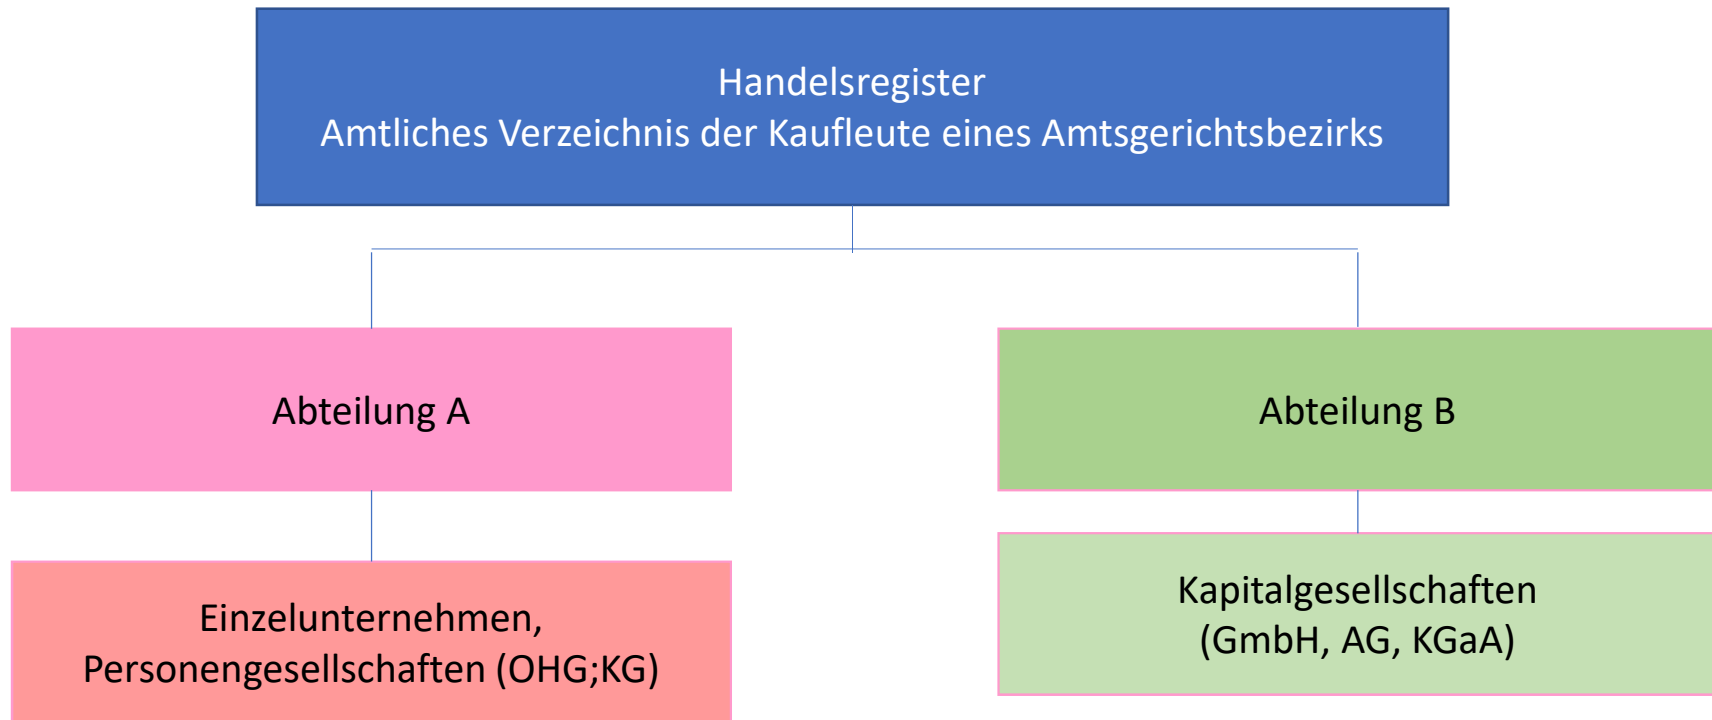 Handelsregister
Amtliches Verzeichnis der Kaufleute eines Amtsgerichtsbezirks
Abteilung A
Abteilung B
Einzelunternehmen,
Personengesellschaften (OHG;KG)
Kapitalgesellschaften
(GmbH, AG, KGaA)